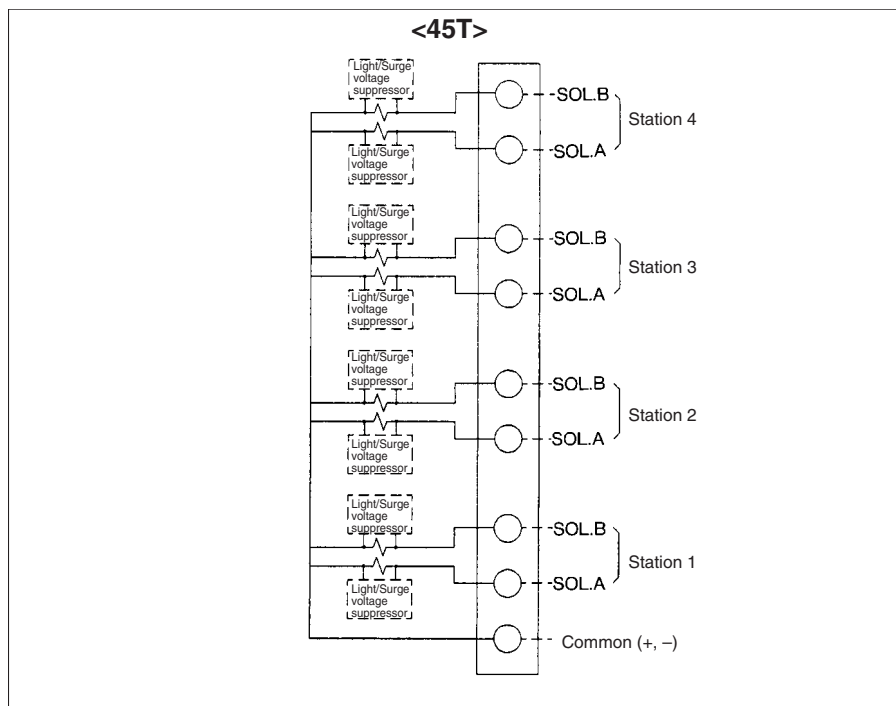 <45T>
Light/Surge
voltage
suppressor
SOL.B
Station 4
SOL.A
Light/Surge
voltage
suppressor
Light/Surge
voltage
suppressor
SOL.B
Station 3
SOL.A
Light/Surge
voltage
suppressor
Light/Surge
voltage
suppressor
SOL.B
Station 2
SOL.A
Light/Surge
voltage
suppressor
Light/Surge
voltage
suppressor
SOL.B
Station 1
SOL.A
Light/Surge
voltage
suppressor
Common (+, –)